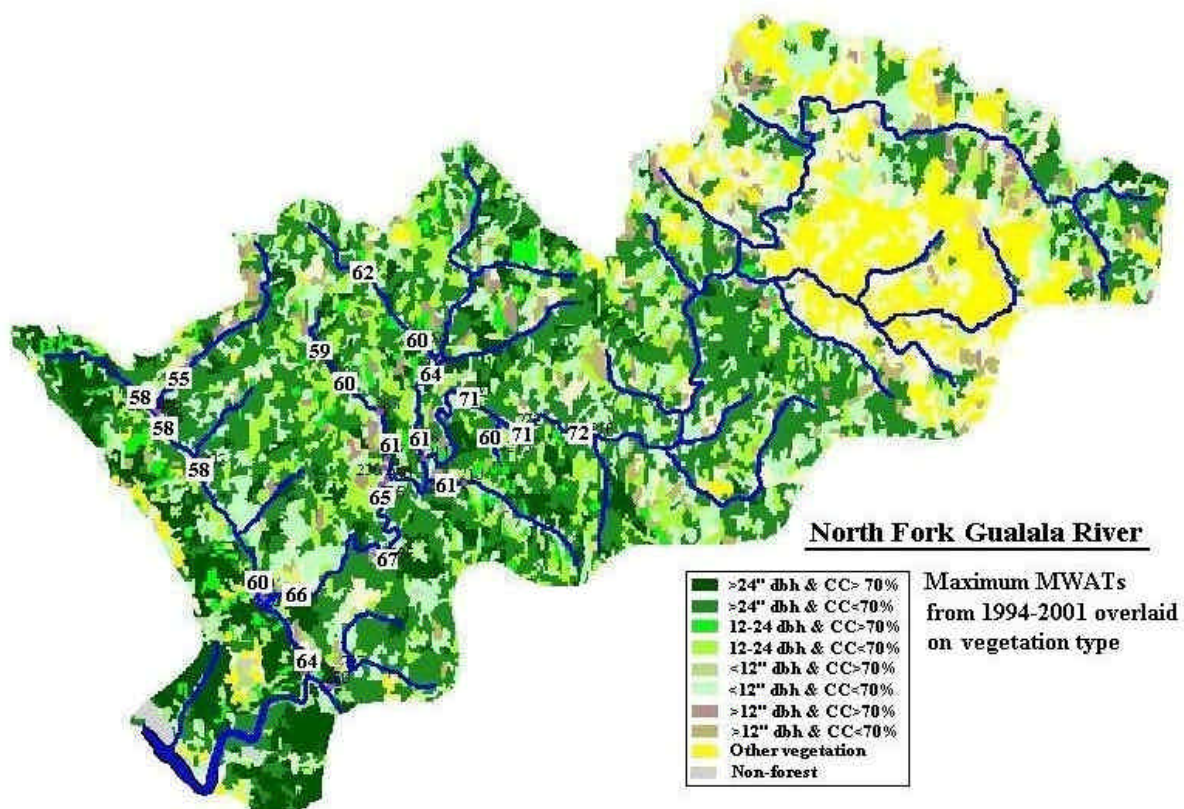 62
60
59
64
55
60
58
71
58
60
71
72
61
61
58
61
65
67
60
66
64
North Fork Gualala River
>24" dbh & CC> 70%
>24" dbh & CC<70%
12-24 dbh & CC>70%
12-24 dbh & CC<70%
<12" dbh & CC>70%
<12" dbh & CC<70%
>12" dbh & CC>70%
>12" dbh & CC<70%
Other vegetation
Non-forest
Maximum MWATs
from 1994-2001 overlaid
on vegetation type